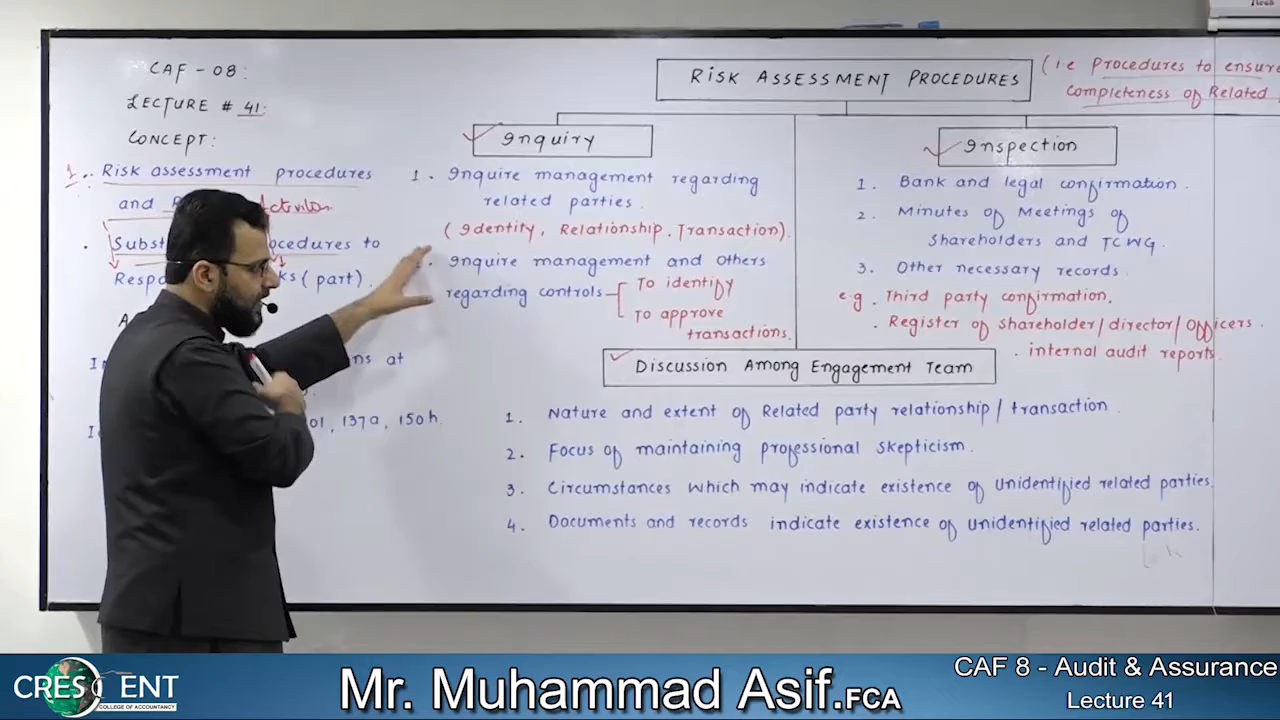 CAF - 08:
LECTURE # 41:
CONCEPT:
1. Risk assessment procedures
and
Activities
to
(part).
at
137a, 150h.
RISK ASSESSMENT PROCEDURES
(i.e Procedures to ensure
completeness of Related
Inquiry
1. Inquire management regarding
related parties.
(Identity, Relationship, Transaction).
Inquire management and others
regarding controls
To identify
To approve
transactions.
Inspection
1. Bank and legal confirmation.
2. Minutes of Meetings of
Shareholders and TCWG.
3. Other necessary records.
e.g. Third party confirmation.
. Register of shareholder/director/officers.
. internal audit reports.
Discussion Among Engagement Team
1. Nature and extent of Related party relationship/transaction
2. Focus of maintaining professional skepticism.
3. Circumstances which may indicate existence of unidentified related parties.
4. Documents and records indicate existence of unidentified related parties.
CRESCENT
COLLEGE OF ACCOUNTANCY
Mr. Muhammad Asif.FCA
CAF 8 - Audit & Assurance
Lecture 41